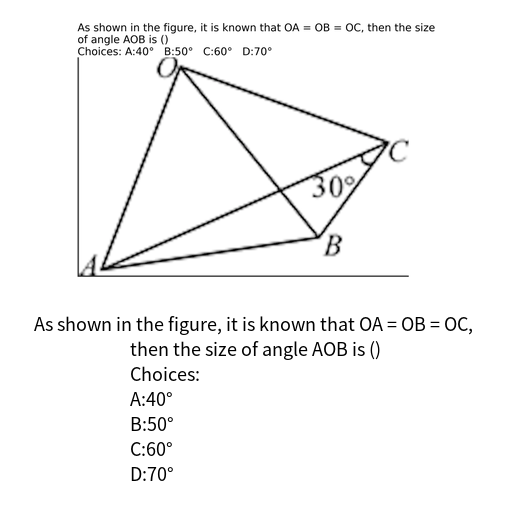 As shown in the figure, it is known that OA = OB = OC, then the size
of angle AOB is ()
Choices: A:40° B:50° C:60° D:70°
O
C
30°
B
A
As shown in the figure, it is known that OA = OB = OC,
then the size of angle AOB is ()
Choices:
A:40°
B:50°
C:60°
D:70°